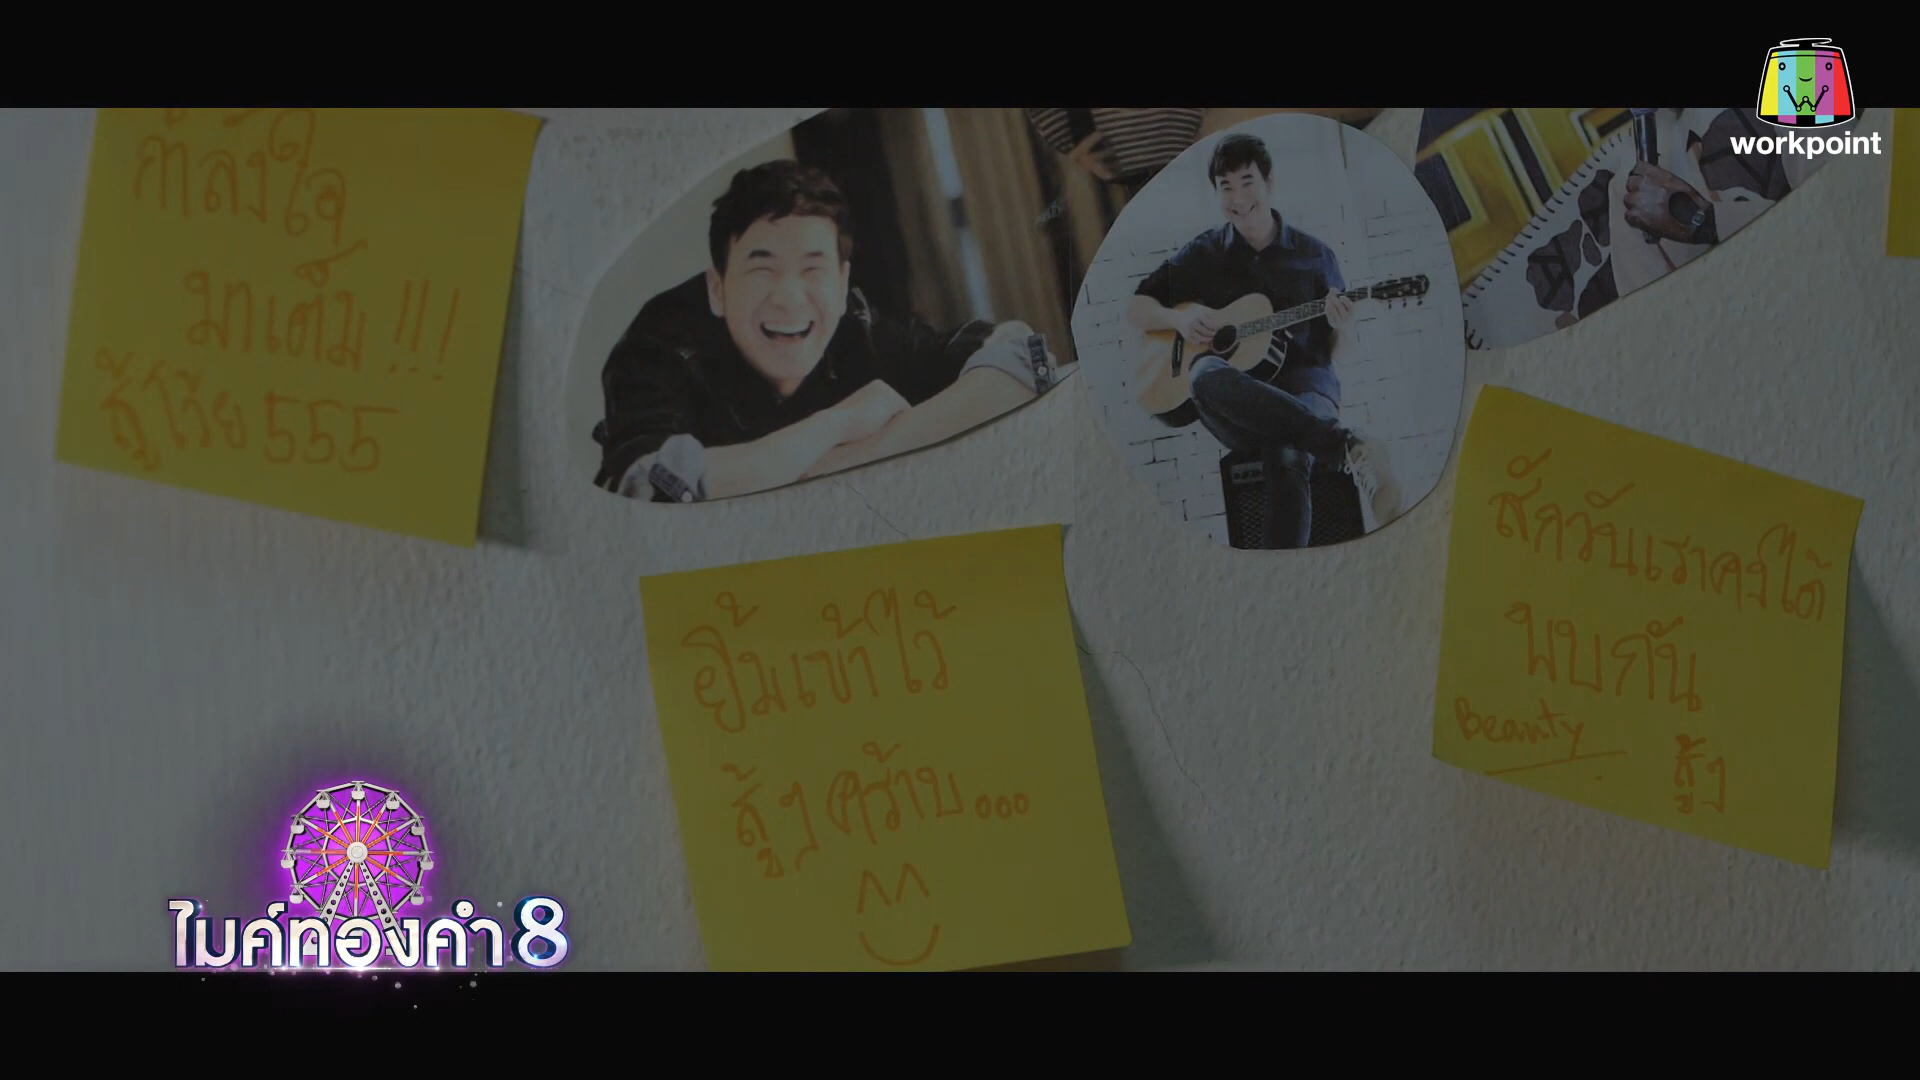 workpoint
กำลังใจ
มาเต็ม!!!
สู้โว้ย 555
ยิ้มเข้าไว้
สู้ๆ คร้าบ...
สักวันเราคงได้
พบกัน
Beauty
สู้ๆ
ไมค์ทองคำ 8